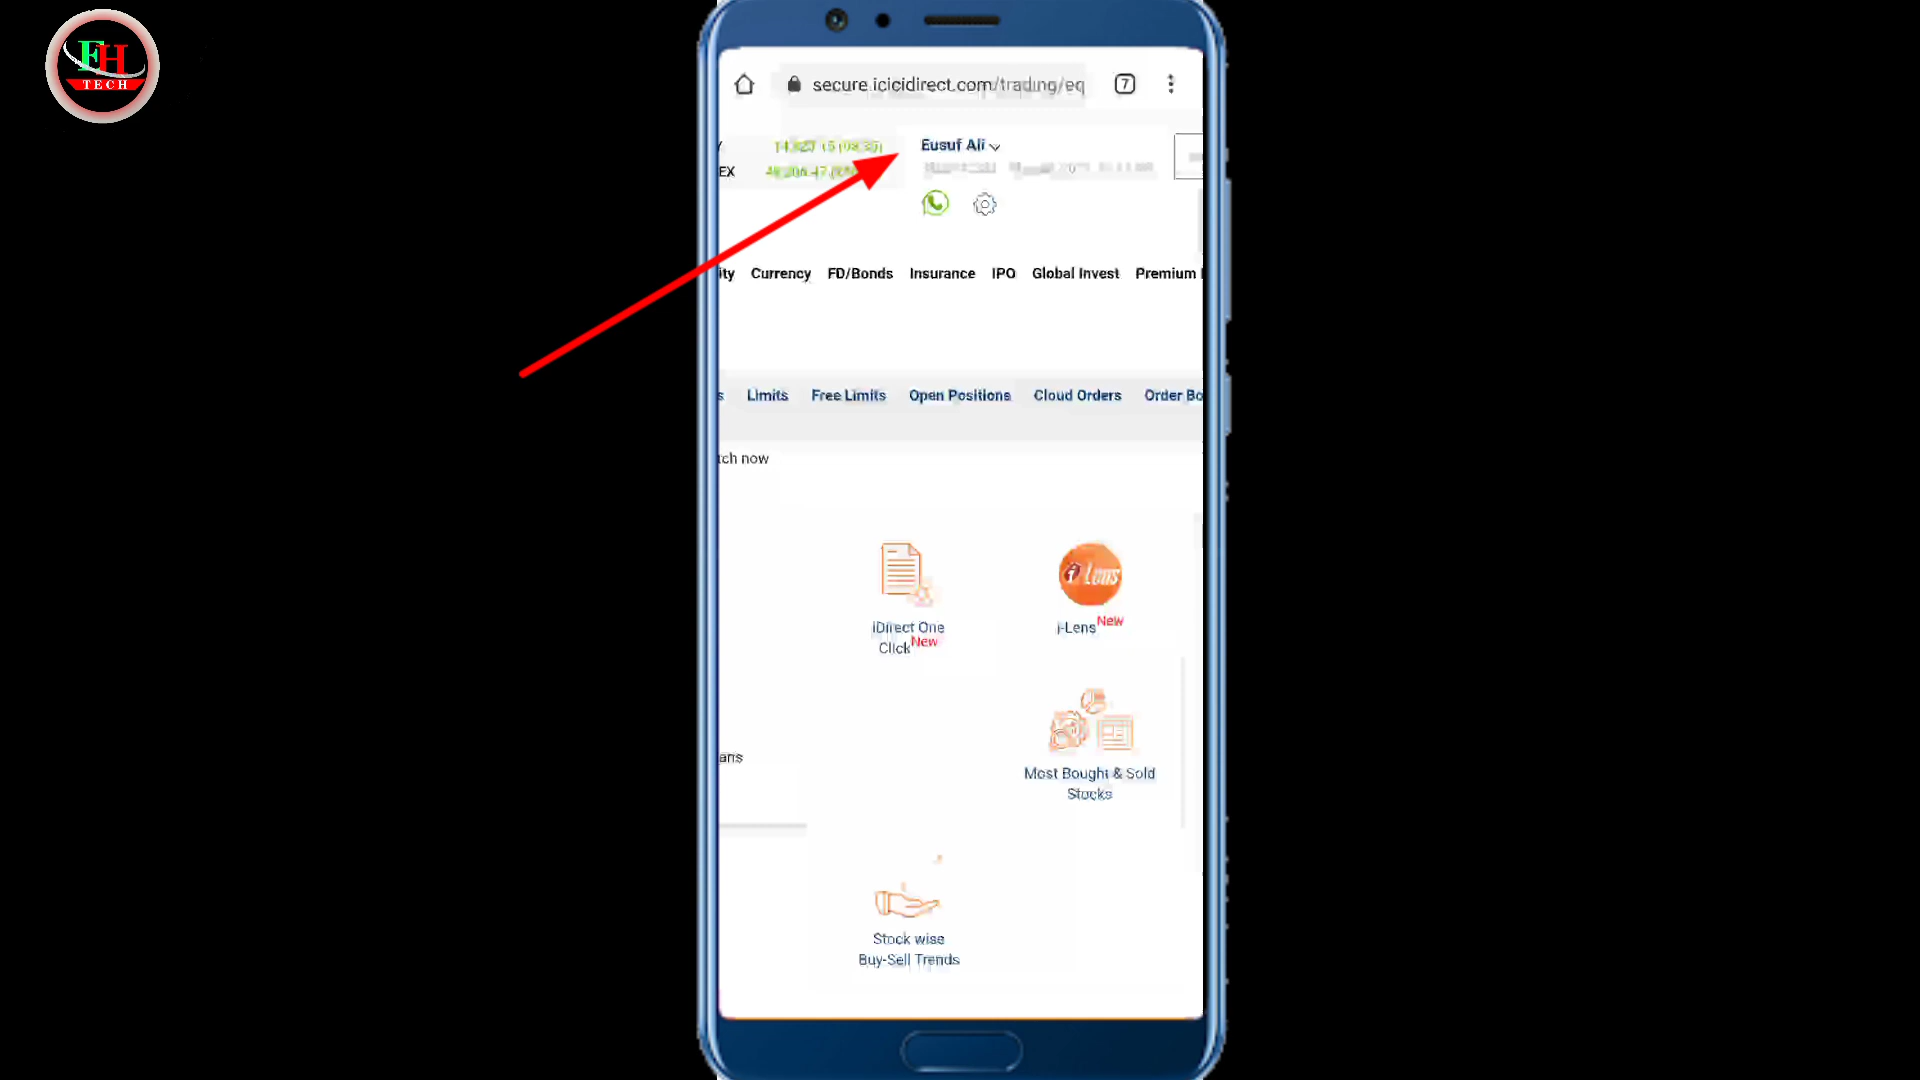 FH
TECH
secure.icicidirect.com/trading/eq
7
Eusuf Ali
EX
ity Currency FD/Bonds Insurance IPO Global Invest Premium
s Limits Free Limits Open Positions Cloud Orders Order Bo
rch now
iDirect One
Click New
i Lens
i-Lens New
ans
Most Bought & Sold
Stocks
Stock wise
Buy-Sell Trends